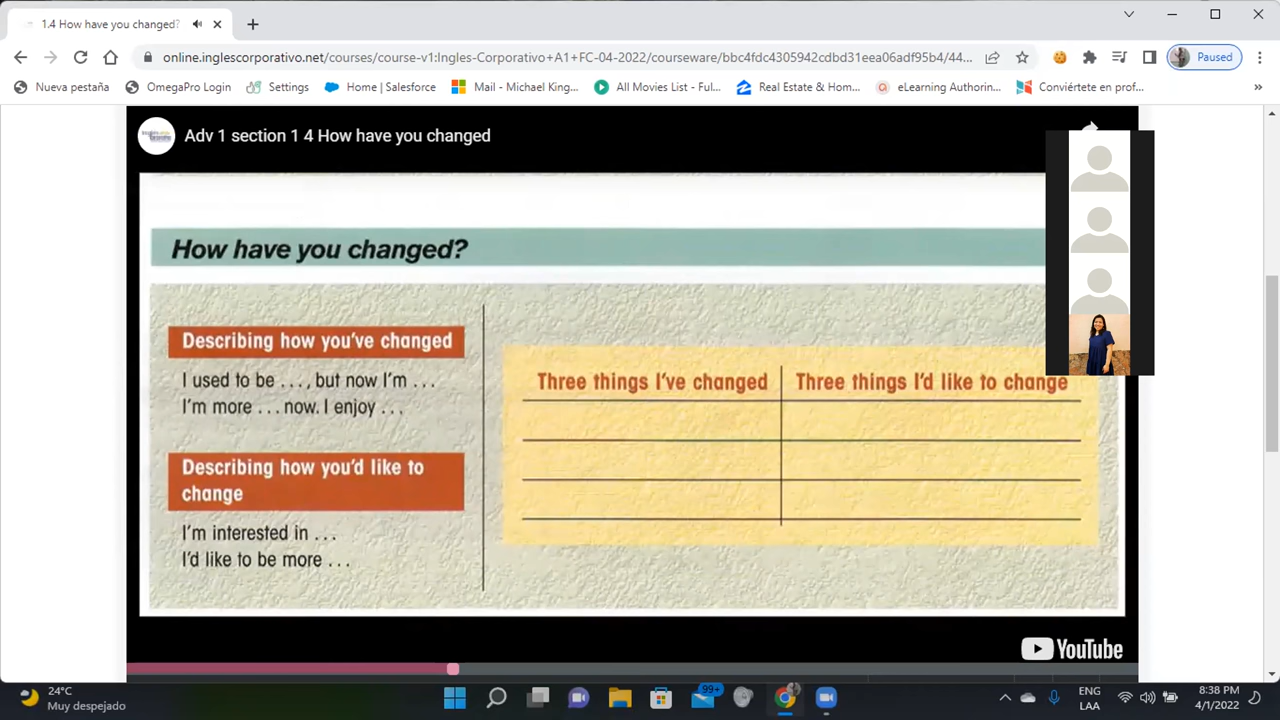 1.4 How have you changed?
online.inglescorporativo.net/courses/course-v1:Ingles-Corporativo+A1+FC-04-2022/courseware/bbc4fdc4305942cdbd31eea06adf95b4/44...
Paused
Nueva pestaña
OmegaPro Login
Settings
Home | Salesforce
Mail - Michael King...
All Movies List - Ful...
Real Estate & Hom...
eLearning Authorin...
Conviértete en prof...
Adv 1 section 1 4 How have you changed
How have you changed?
Describing how you've changed
I used to be . . . , but now I'm . . .
I'm more . . . now. I enjoy . . .
Describing how you'd like to
change
I'm interested in . . .
I'd like to be more . . .
Three things I've changed
Three things I'd like to change
YouTube
24°C
Muy despejado
99+
ENG
LAA
8:38 PM
4/1/2022